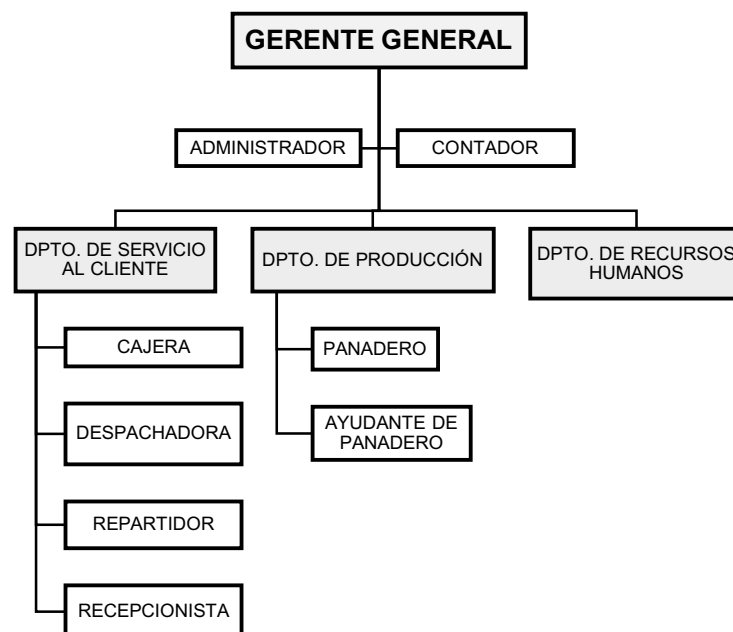 GERENTE GENERAL
ADMINISTRADOR
CONTADOR
DPTO. DE SERVICIO
AL CLIENTE
DPTO. DE PRODUCCIÓN
DPTO. DE RECURSOS
HUMANOS
CAJERA
DESPACHADORA
REPARTIDOR
RECEPCIONISTA
PANADERO
AYUDANTE DE
PANADERO